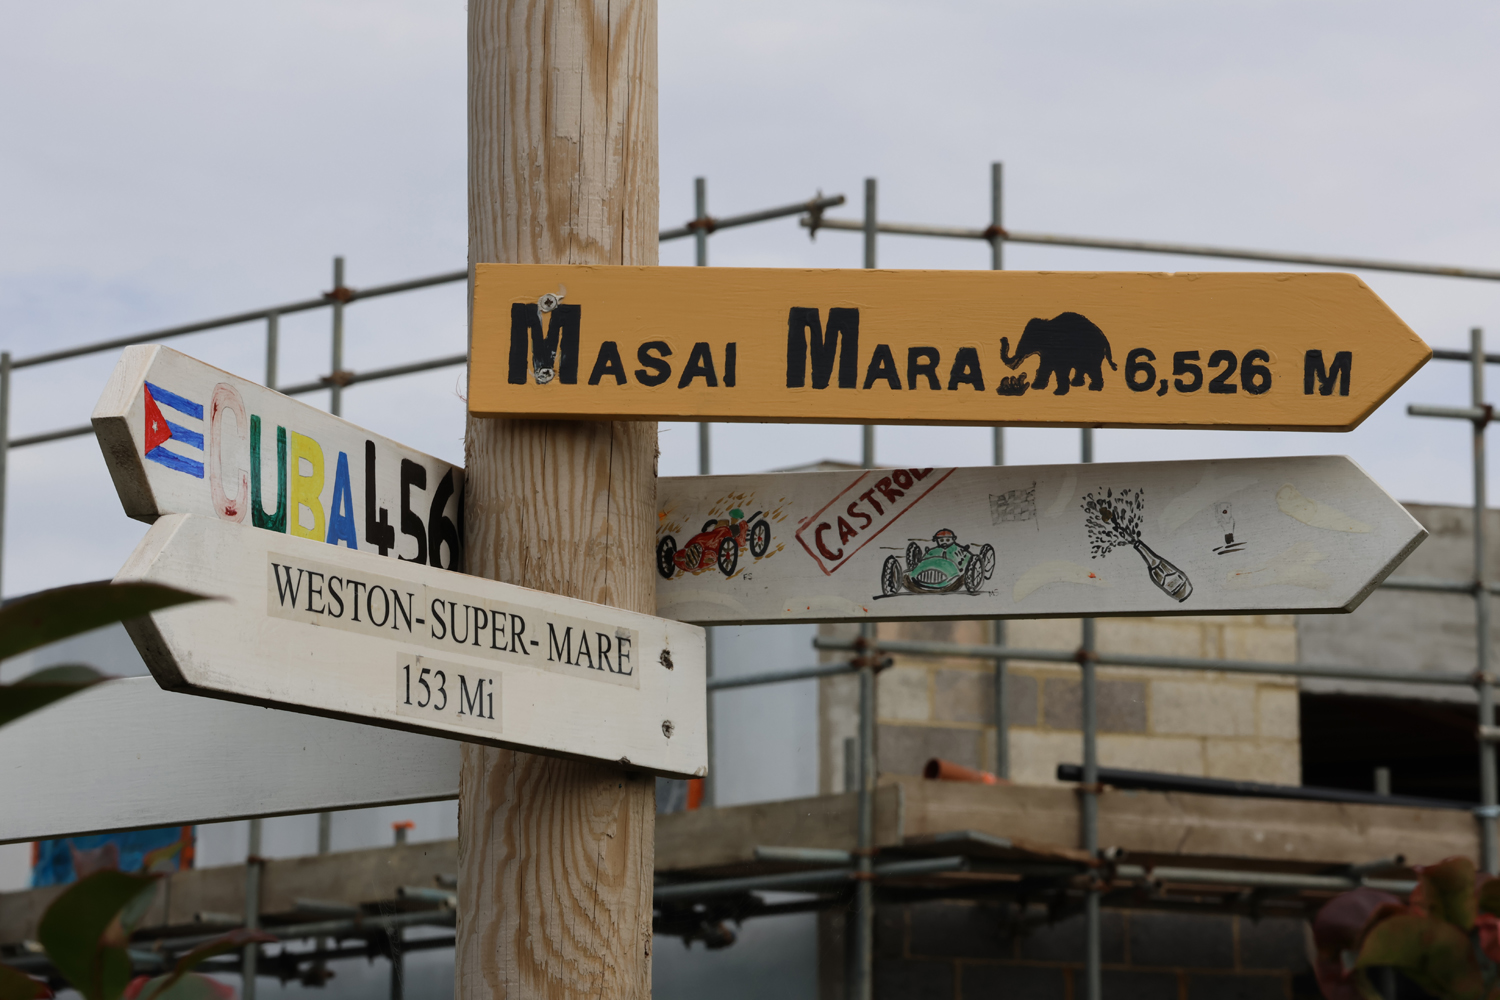 MASAI MARA 6,526 M
CUBA 456
CASTROL
WESTON-SUPER-MARE
153 Mi